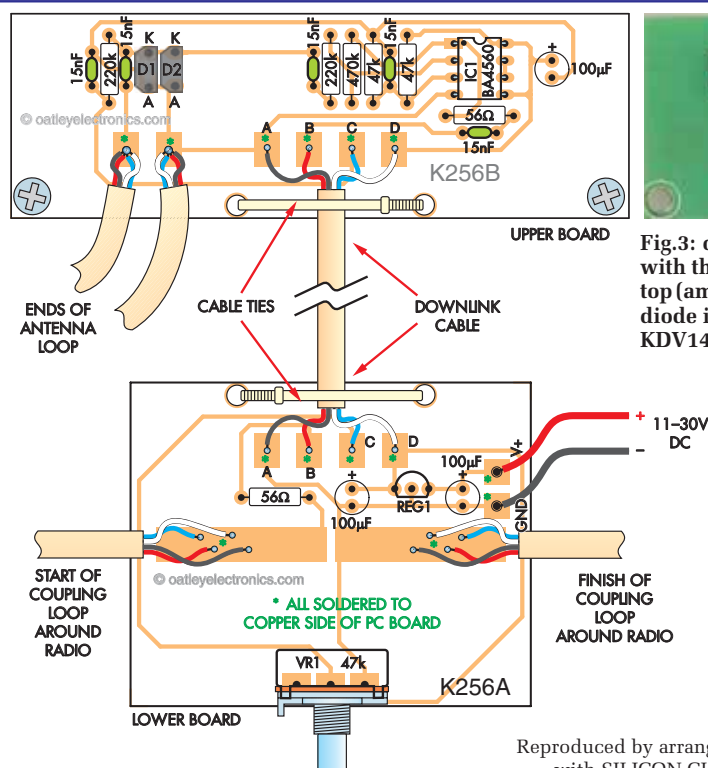 15nF
15nF
220k
K K
D1 D2
A A
15nF
220k
470k
47k
15nF
47k
IC1
BA4560
+
100µF
56Ω
15nF
© oatleyelectronics.com
A B C D
K256B
UPPER BOARD
ENDS OF
ANTENNA
LOOP
CABLE TIES
DOWNLINK
CABLE
Fig.3:
with th
top (am
diode i
KDV14
A B C D
V+
GND
+ 11–30V
DC
–
56Ω
+
100µF
REG1
100µF
+
START OF
COUPLING
LOOP
AROUND
RADIO
© oatleyelectronics.com
* ALL SOLDERED TO
COPPER SIDE OF PC BOARD
FINISH OF
COUPLING
LOOP
AROUND RADIO
VR1 47k
K256A
LOWER BOARD
Reproduced by arrang